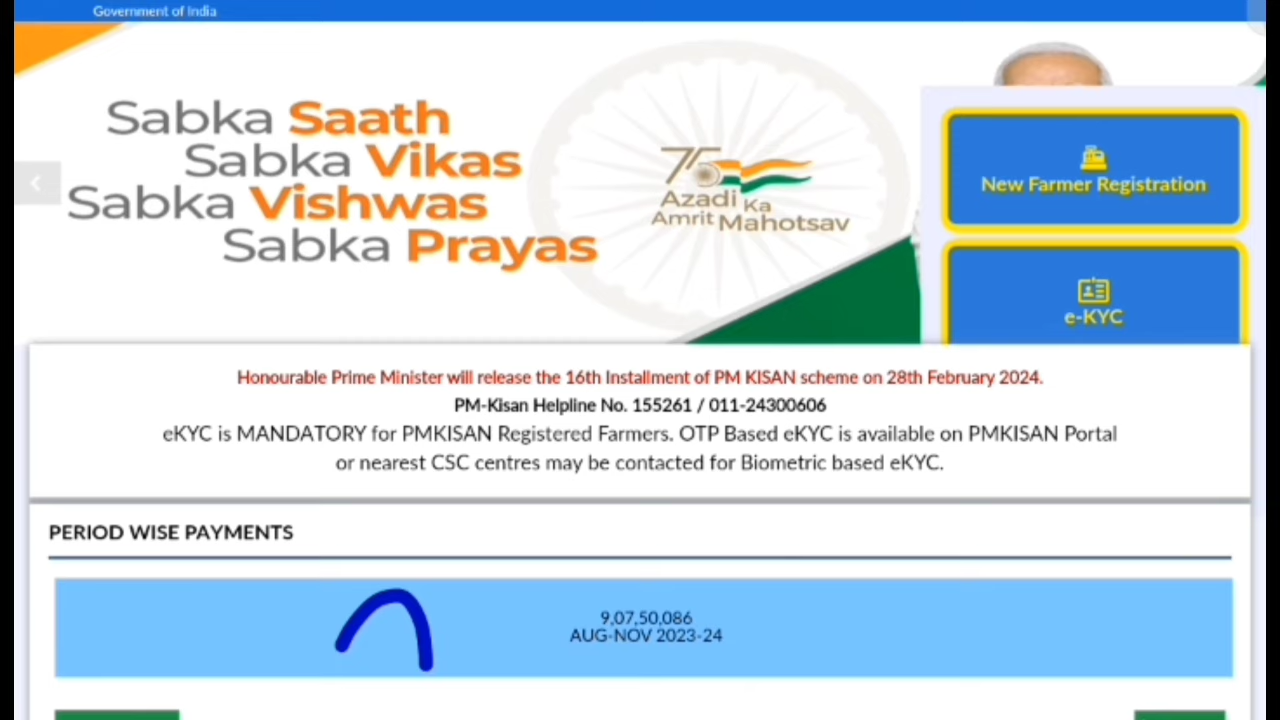 Government of India
Sabka Saath
Sabka Vikas
Sabka Vishwas
Sabka Prayas
75
Azadi Ka
Amrit Mahotsav
New Farmer Registration
e-KYC
Honourable Prime Minister will release the 16th Installment of PM KISAN scheme on 28th February 2024.
PM-Kisan Helpline No. 155261 / 011-24300606
eKYC is MANDATORY for PMKISAN Registered Farmers. OTP Based eKYC is available on PMKISAN Portal
or nearest CSC centres may be contacted for Biometric based eKYC.
PERIOD WISE PAYMENTS
9,07,50,086
AUG-NOV 2023-24